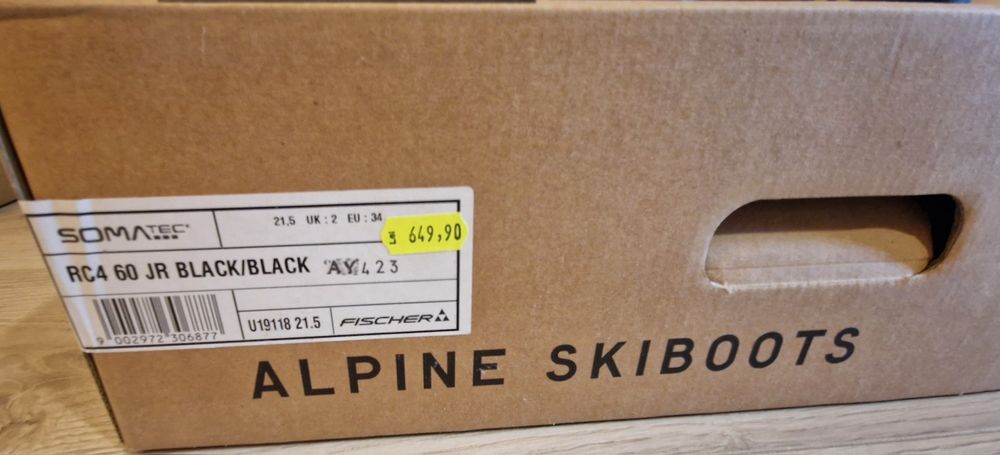 SOMATEC
21,5 UK : 2 EU : 34
649,90
RC4 60 JR BLACK/BLACK AY423
9 002972 306877
U19118 21.5
FISCHER
ALPINE SKIBOOTS